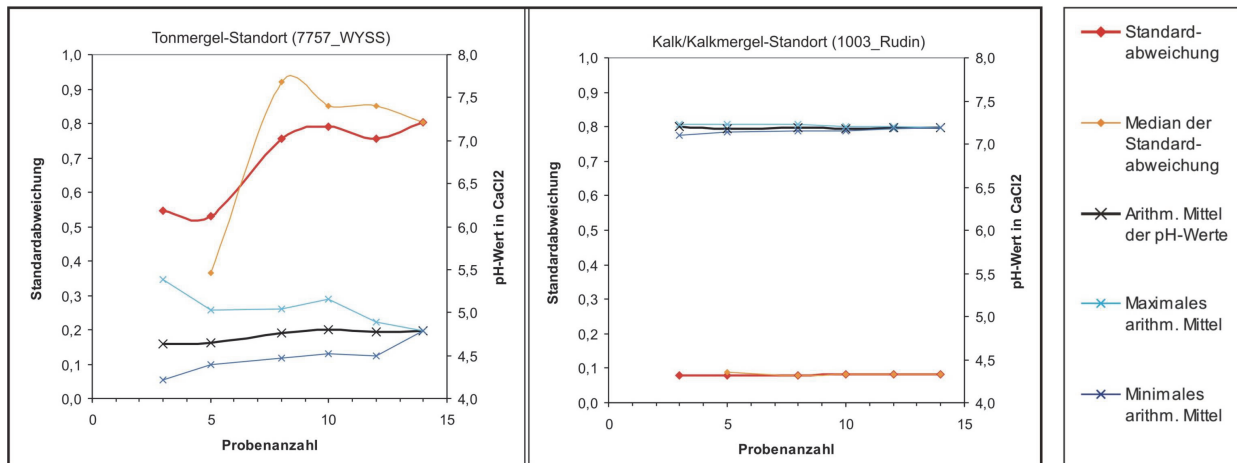 Tonmergel-Standort (7757_WYSS)
1,0
0,9
0,8
0,7
0,6
0,5
0,4
0,3
0,2
0,1
0,0
Standardabweichung
8,0
7,5
7,0
6,5
6,0
5,5
5,0
4,5
4,0
pH-Wert in CaCl2
0 5 10 15
Probenanzahl
Kalk/Kalkmergel-Standort (1003_Rudin)
1,0
0,9
0,8
0,7
0,6
0,5
0,4
0,3
0,2
0,1
0,0
Standardabweichung
8,0
7,5
7,0
6,5
6,0
5,5
5,0
4,5
4,0
pH-Wert in CaCl2
0 5 10 15
Probenanzahl
Standard-
abweichung
Median der
Standard-
abweichung
Arithm. Mittel
der pH-Werte
Maximales
arithm. Mittel
Minimales
arithm. Mittel